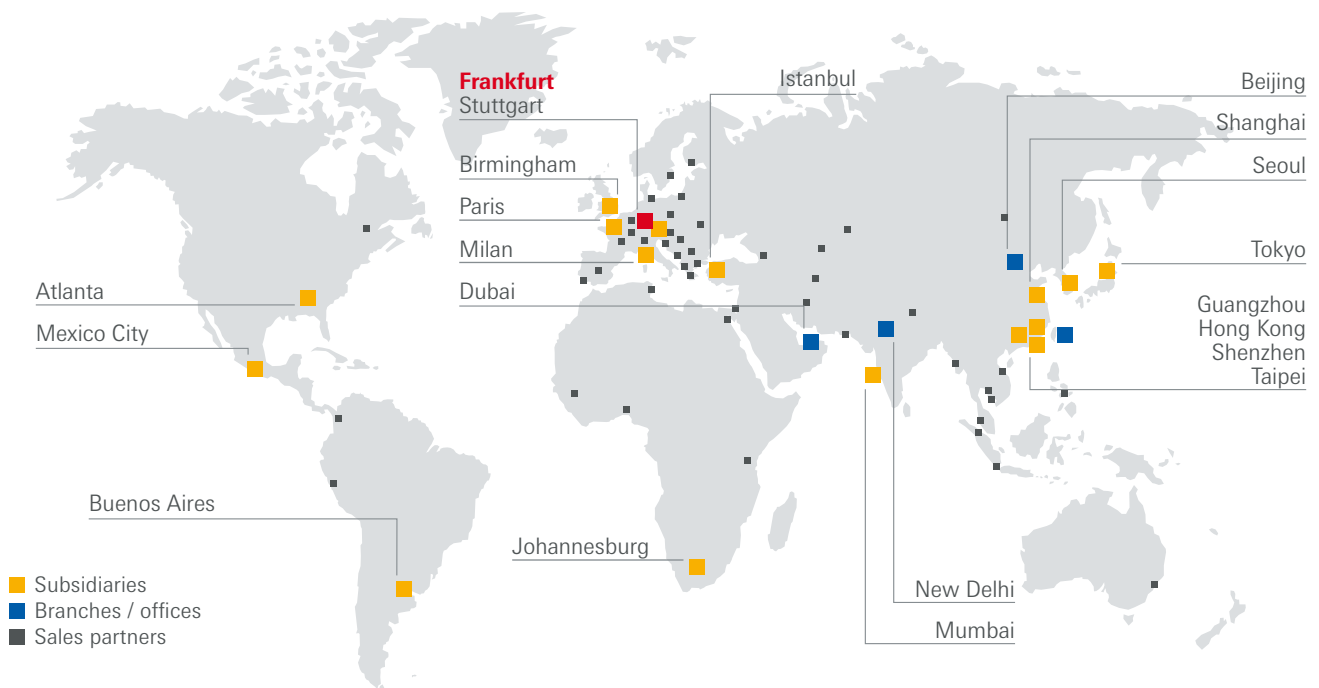 Frankfurt
Stuttgart
Birmingham
Paris
Milan
Dubai
Istanbul
Beijing
Shanghai
Seoul
Tokyo
Guangzhou
Hong Kong
Shenzhen
Taipei
Atlanta
Mexico City
Buenos Aires
Johannesburg
New Delhi
Mumbai
Subsidiaries
Branches / offices
Sales partners